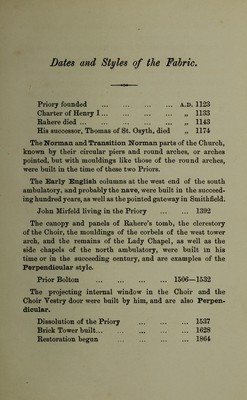 Dates and Styles of the Fabric.
Priory founded ... ... ... ... A.D. 1123
Charter of Henry I ... ... ... ... „ 1133
Rahere died ... ... ... ... ... „ 1143
His successor, Thomas of St. Osyth, died „ 1174
The Norman and Transition Norman parts of the Church,
known by their circular piers and round arches, or arches
pointed, but with mouldings like those of the round arches,
were built in the time of these two Priors.
The Early English columns at the west end of the south
ambulatory, and probably the nave, were built in the succeed-
ing hundred years, as well as the pointed gateway in Smithfield.
John Mirfeld living in the Priory ... ... 1392
The canopy and panels of Rahere's tomb, the clerestory
of the Choir, the mouldings of the corbels of the west tower
arch, and the remains of the Lady Chapel, as well as the
side chapels of the north ambulatory, were built in his
time or in the succeeding century, and are examples of the
Perpendicular style.
Prior Bolton ... ... ... ... 1506—1532
The projecting internal window in the Choir and the
Choir Vestry door were built by him, and are also Perpen-
dicular.
Dissolution of the Priory ... ... ... 1537
Brick Tower built... ... ... ... ... 1628
Restoration begun ... ... ... ... 1864